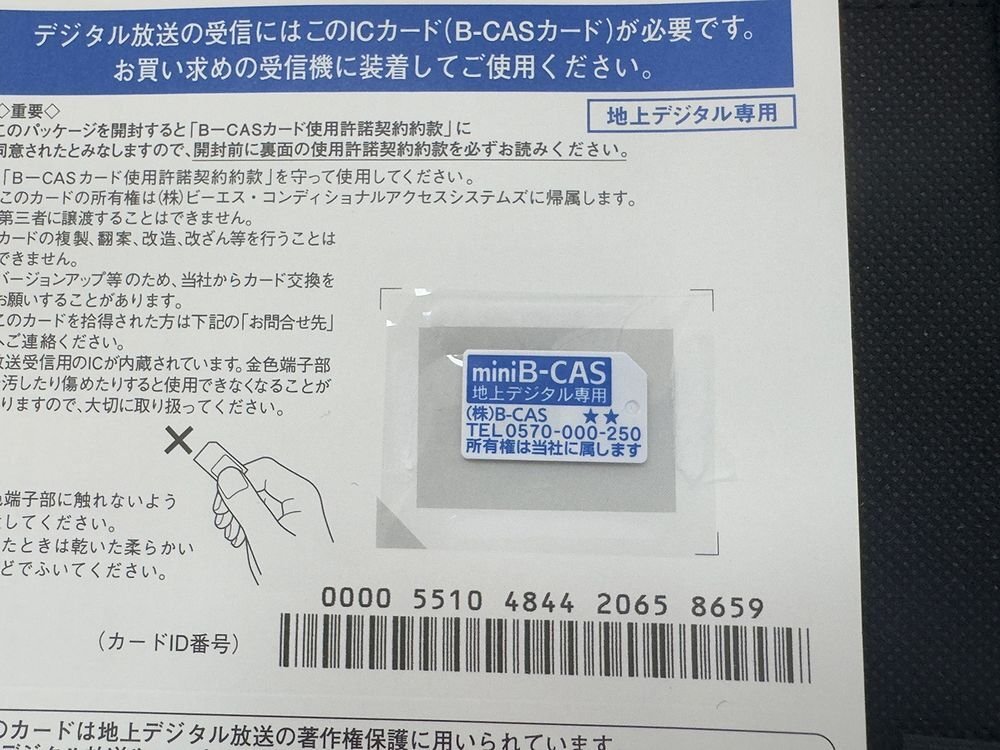 デジタル放送の受信にはこのICカード(B-CASカード)が必要です。
お買い求めの受信機に装着してご使用ください。
地上デジタル専用
◇重要◇
このパッケージを開封すると「B-CASカード使用許諾契約約款」に
同意されたとみなしますので、開封前に裏面の使用許諾契約約款を必ずお読みください。
「B-CASカード使用許諾契約約款」を守って使用してください。
このカードの所有権は(株)ビーエス・コンディショナルアクセスシステムズに帰属します。
第三者に譲渡することはできません。
カードの複製、翻案、改造、改ざん等を行うことは
できません。
バージョンアップ等のため、当社からカード交換を
お願いすることがあります。
このカードを拾得された方は下記の「お問合せ先」
へご連絡ください。
放送受信用のICが内蔵されています。金色端子部
汚したり傷めたりすると使用できなくなることが
りますので、大切に取り扱ってください。
miniB-CAS
地上デジタル専用
(株)B-CAS ★★
TEL0570-000-250
所有権は当社に属します
色端子部に触れないよう
してください。
たときは乾いた柔らかい
どでふいてください。
0000 5510 4844 2065 8659
(カードID番号)
のカードは地上デジタル放送の著作権保護に用いられています